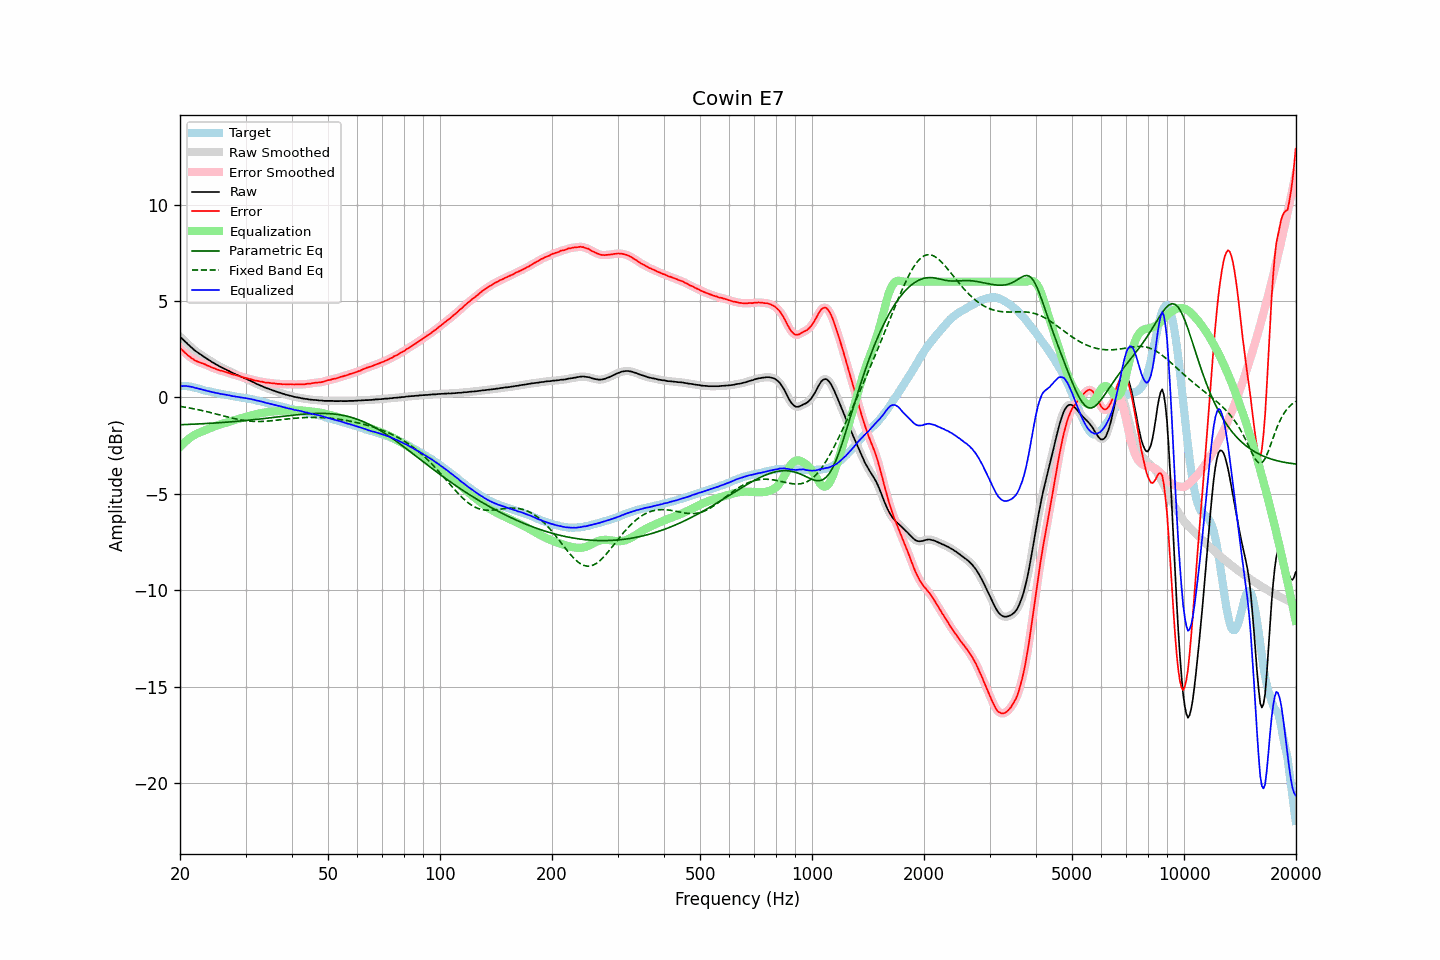 Cowin E7
Target
Raw Smoothed
Error Smoothed
Raw
Error
Equalization
Parametric Eq
Fixed Band Eq
Equalized
10
5
0
−5
−10
−15
−20
Amplitude (dBr)
20 50 100 200 500 1000 2000 5000 10000 20000
Frequency (Hz)